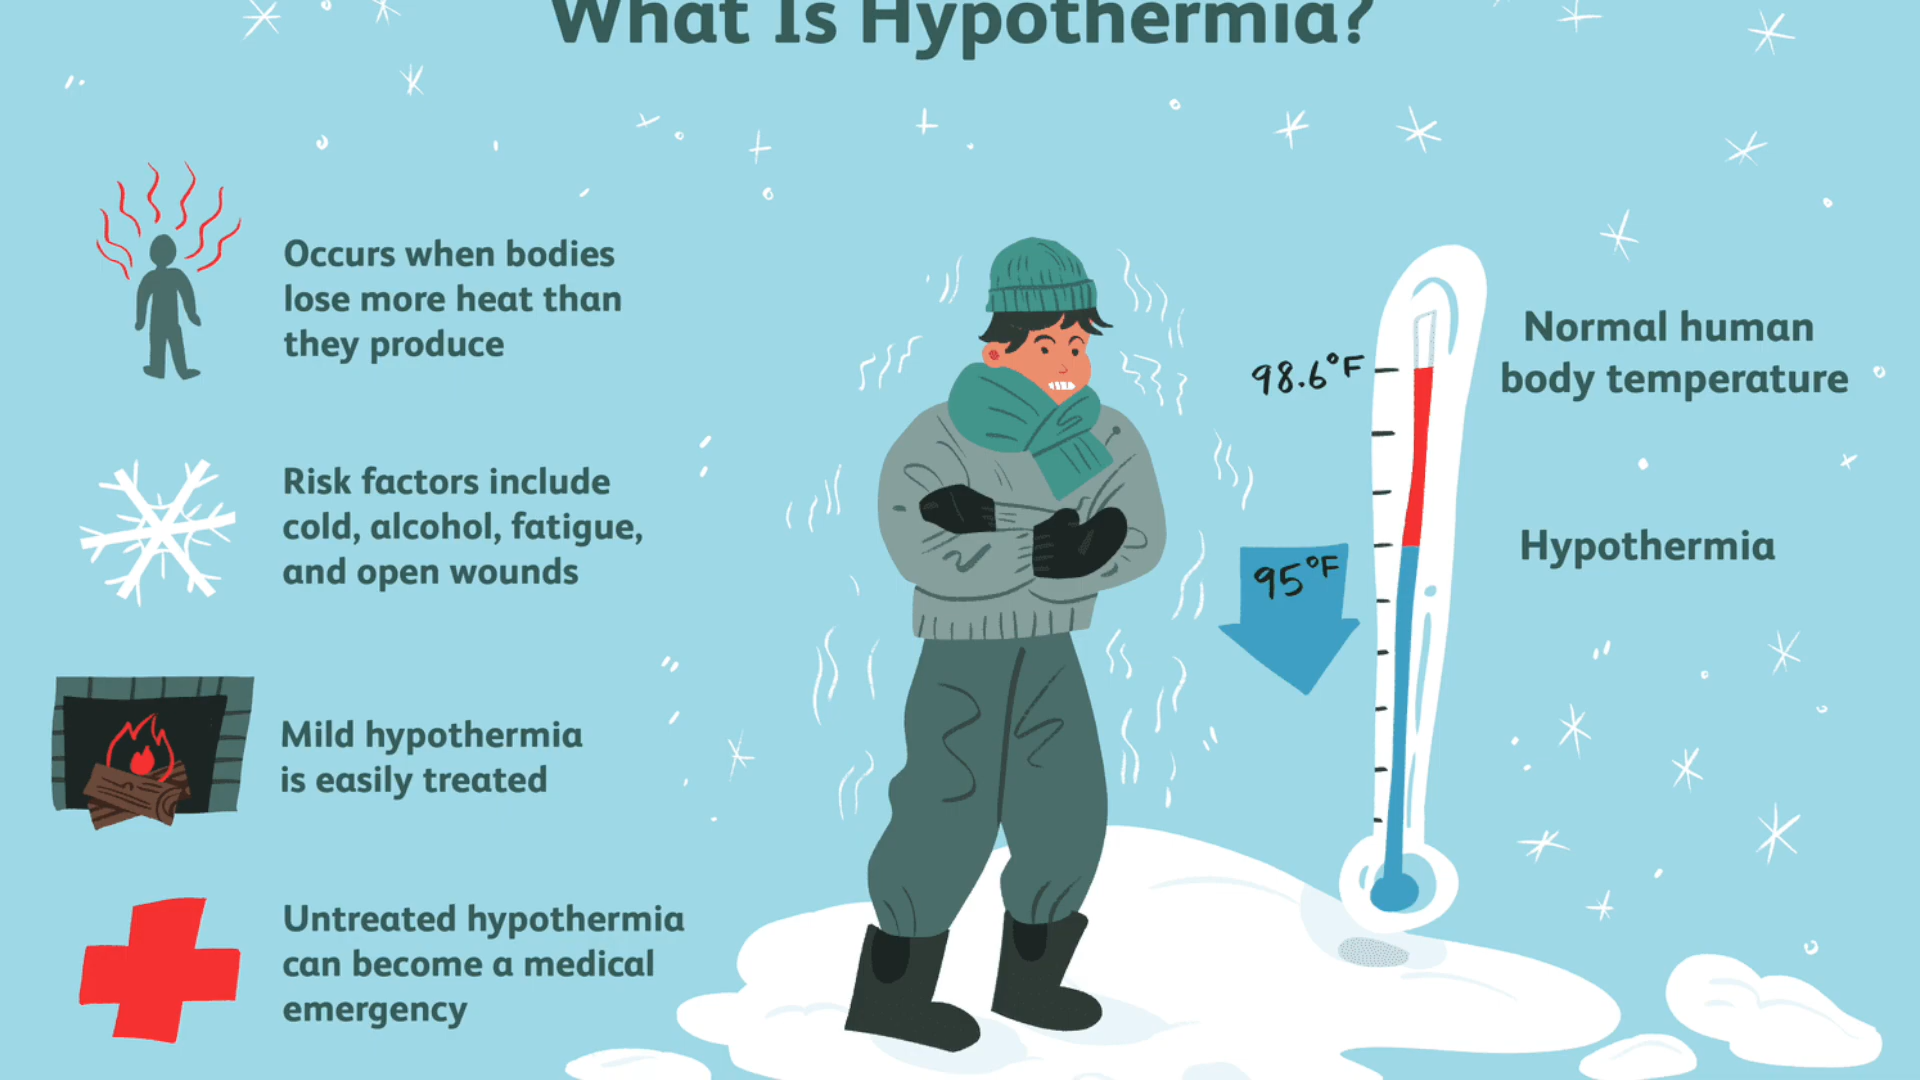 What Is Hypothermia?
Occurs when bodies
lose more heat than
they produce
Risk factors include
cold, alcohol, fatigue,
and open wounds
Mild hypothermia
is easily treated
Untreated hypothermia
can become a medical
emergency
98.6°F
Normal human
body temperature
95°F
Hypothermia